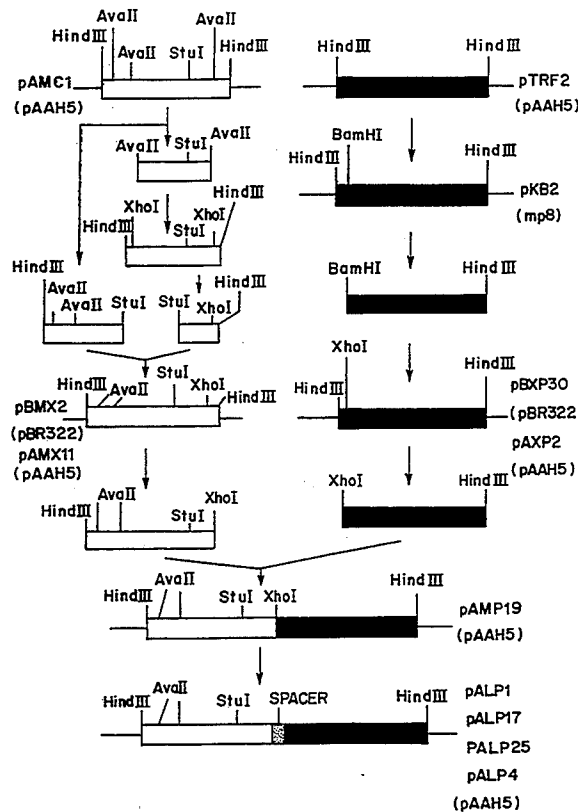 AvaII AvaII
HindIII AvaII StuI HindIII
pAMC1
(pAAH5)
HindIII HindIII
pTRF2
(pAAH5)
AvaII StuI AvaII
BamHI
HindIII HindIII
pKB2
(mp8)
XhoI XhoI HindIII
HindIII StuI
HindIII
AvaII
AvaII StuI
StuI HindIII
XhoI
BamHI HindIII
StuI
HindIII AvaII XhoI HindIII
pBMX2
(pBR322)
pAMX11
(pAAH5)
XhoI HindIII
HindIII
pBXP30
(pBR322
pAXP2
(pAAH5)
AvaII XhoI
HindIII StuI
XhoI HindIII
AvaII HindIII
HindIII StuI XhoI
pAMP19
(pAAH5)
AvaII SPACER HindIII
HindIII StuI
pALP1
pALP17
PALP25
pALP4
(pAAH5)